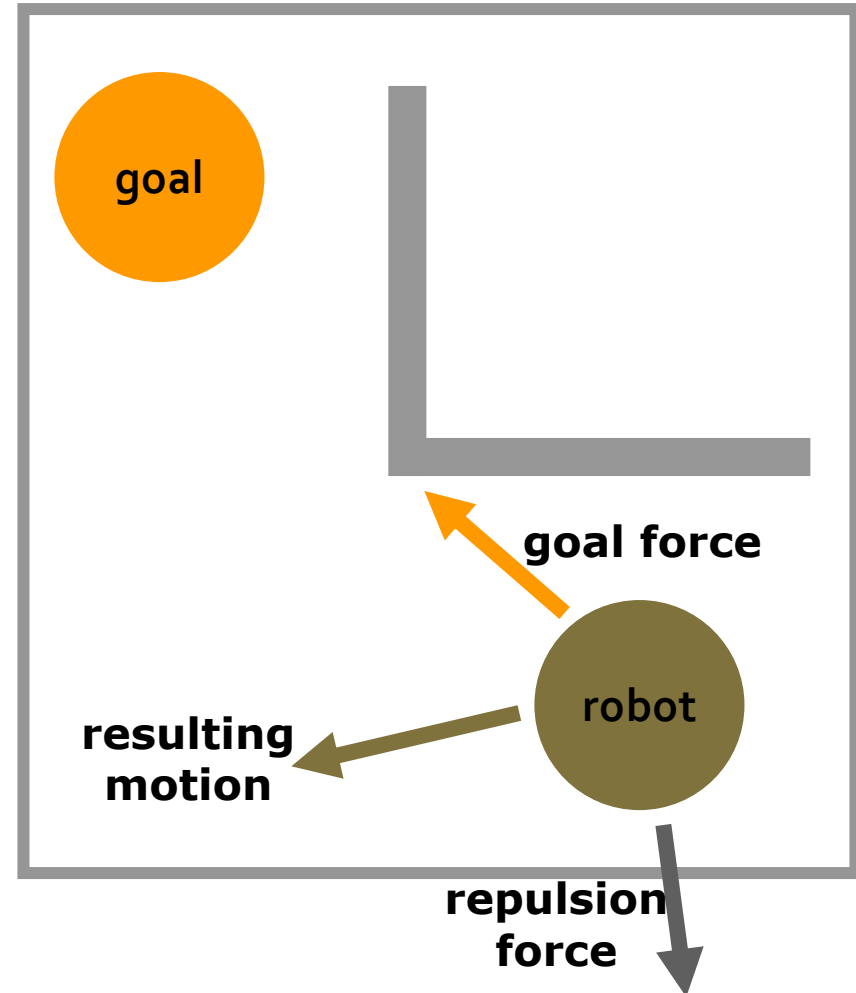 goal
goal force
robot
resulting
motion
repulsion
force